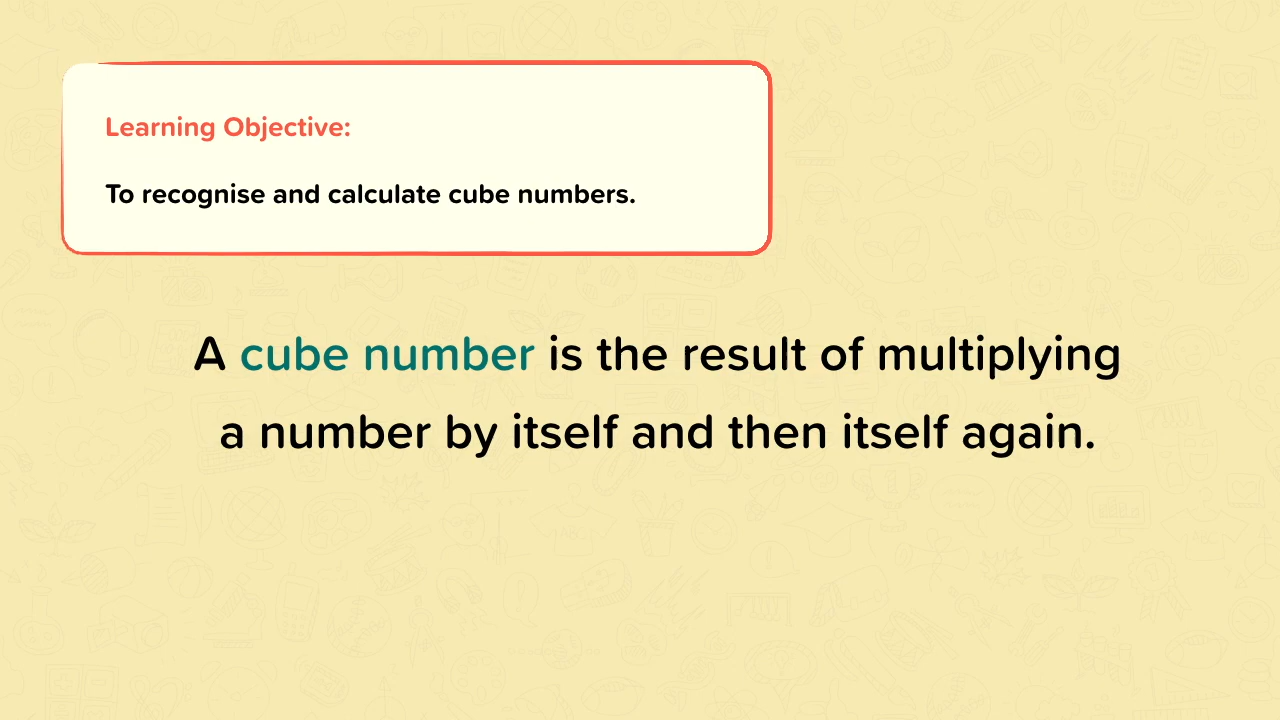 Learning Objective:
To recognise and calculate cube numbers.
A cube number is the result of multiplying
a number by itself and then itself again.